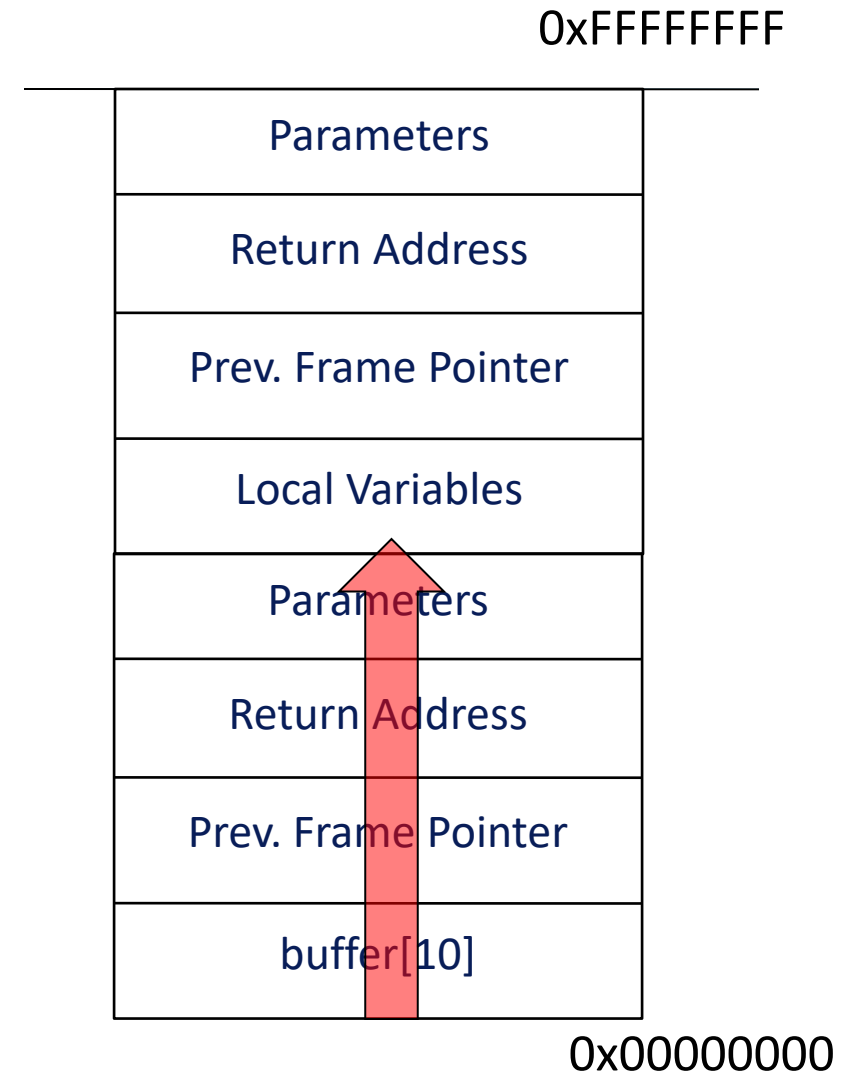 0xFFFFFFFF
Parameters
Return Address
Prev. Frame Pointer
Local Variables
Parameters
Return Address
Prev. Frame Pointer
buffer[10]
0x00000000